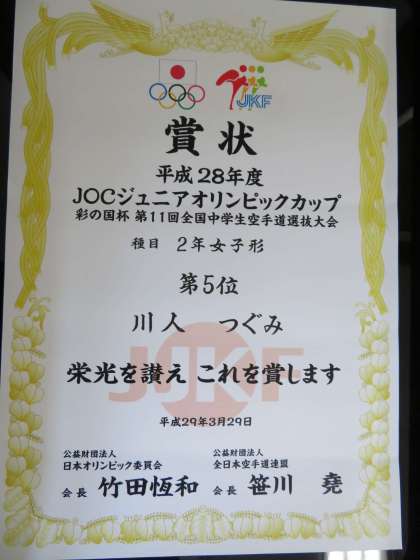 JKF
賞状
平成28年度
JOCジュニアオリンピックカップ
彩の国杯 第11回全国中学生空手道選抜大会
種目 2年女子形
第5位
川人 つぐみ
JJKF
栄光を讃え これを賞します
平成29年3月29日
公益財団法人 公益財団法人
日本オリンピック委員会 全日本空手道連盟
会長 竹田恆和 会長 笹川 堯